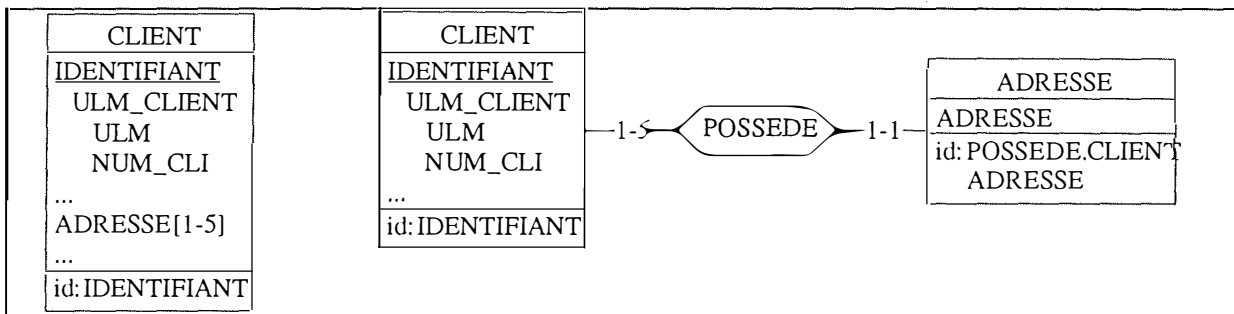 CLIENT
IDENTIFIANT
ULM_CLIENT
ULM
NUM_CLI
...
ADRESSE[1-5]
...
id: IDENTIFIANT
CLIENT
IDENTIFIANT
ULM_CLIENT
ULM
NUM_CLI
...
id: IDENTIFIANT
1-5
POSSEDE
1-1
ADRESSE
ADRESSE
id: POSSEDE.CLIENT
ADRESSE